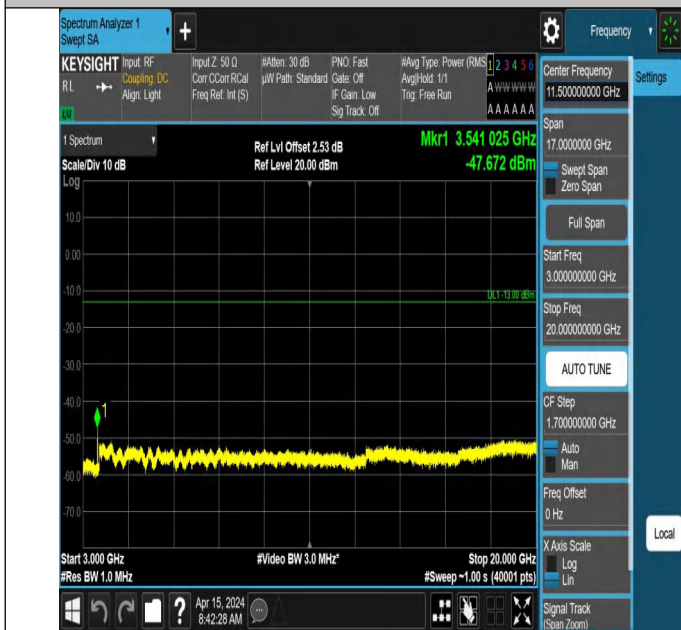 Spectrum Analyzer 1
Swept SA
+
Frequency
KEYSIGHT
RL
Input: RF
Coupling: DC
Align: Light
Input Z: 50 Ω
Corr CCorr RCal
Freq Ref: Int (S)
#Atten: 30 dB
µW Path: Standard
PNO: Fast
Gate: Off
IF Gain: Low
Sig Track: Off
#Avg Type: Power (RMS
Avg|Hold: 1/1
Trig: Free Run
1 2 3 4 5 6
A W W W W W
A A A A A A
1 Spectrum
Scale/Div 10 dB
Log
Ref Lvl Offset 2.53 dB
Ref Level 20.00 dBm
Mkr1 3.541 025 GHz
-47.672 dBm
10.0
0.00
-10.0
DL1 -13.00 dBm
-20.0
-30.0
-40.0
1
-50.0
-60.0
-70.0
Start 3.000 GHz
#Res BW 1.0 MHz
#Video BW 3.0 MHz*
Stop 20.000 GHz
#Sweep ~1.00 s (40001 pts)
?
Apr 15, 2024
8:42:28 AM
Center Frequency
11.500000000 GHz
Settings
Span
17.0000000 GHz
Swept Span
Zero Span
Full Span
Start Freq
3.000000000 GHz
Stop Freq
20.000000000 GHz
AUTO TUNE
CF Step
1.700000000 GHz
Auto
Man
Freq Offset
0 Hz
Local
X Axis Scale
Log
Lin
Signal Track
(Span Zoom)